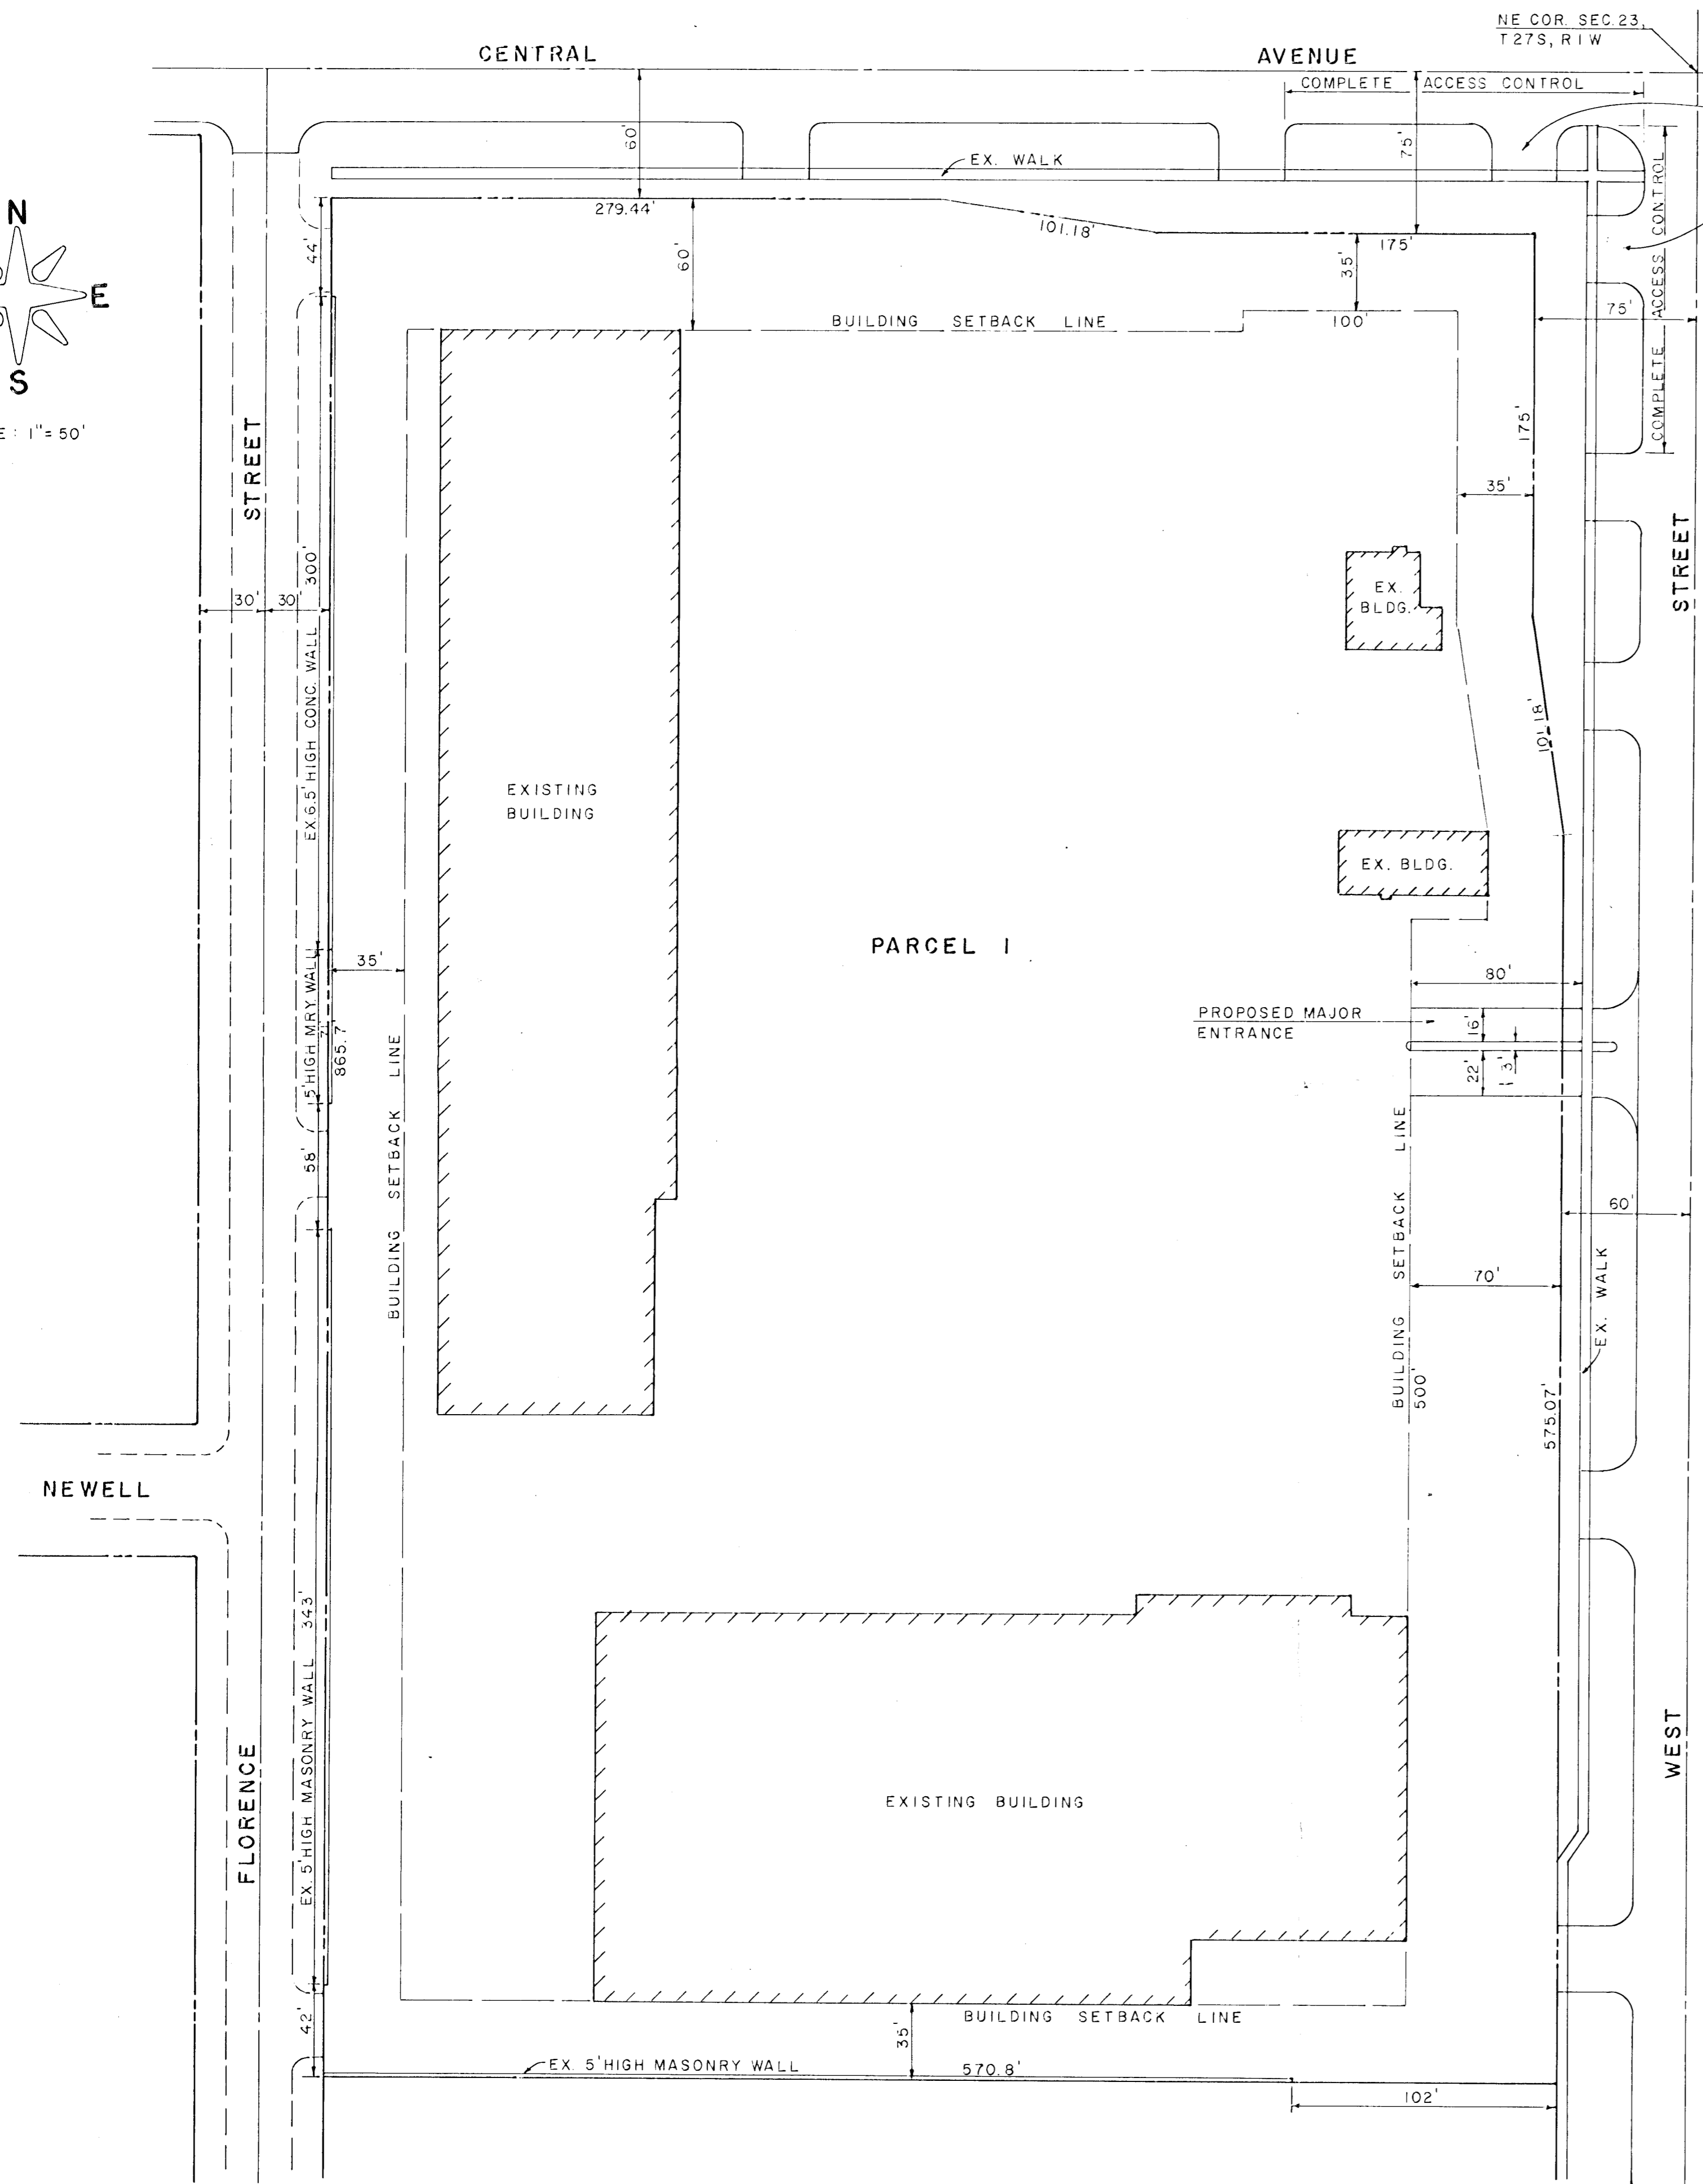 NE COR. SEC. 23,
T27S, R1W
CENTRAL AVENUE
COMPLETE ACCESS CONTROL
60'
75'
EX. WALK
279.44'
101.18'
175'
N
E
S
E: 1"=50'
44'
60'
35'
COMPLETE ACCESS CONTROL
75'
BUILDING SETBACK LINE
100'
175'
35'
STREET
STREET
30'
30'
EX. 6.5' HIGH CONC. WALL 300'
EX.
BLDG.
101.18'
EXISTING
BUILDING
EX. BLDG.
PARCEL 1
35'
5' HIGH MRY. WALL
71'
865.7'
80'
PROPOSED MAJOR
ENTRANCE
16'
3'
22'
58'
BUILDING SETBACK LINE
BUILDING SETBACK LINE
500'
60'
70'
EX. WALK
575.07'
NEWELL
EX. 5' HIGH MASONRY WALL 343'
FLORENCE
WEST
EXISTING BUILDING
42'
35'
BUILDING SETBACK LINE
EX. 5' HIGH MASONRY WALL
570.8'
102'